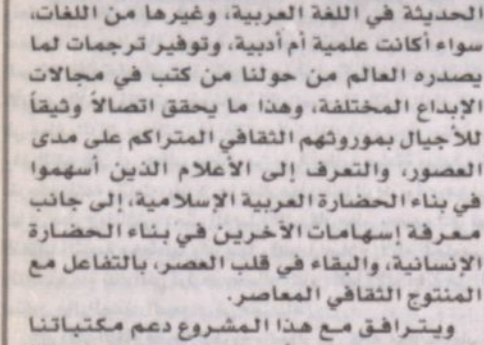 الحديثة في اللغة العربية، وغيرها من اللغات،
سواء أكانت علمية أم أدبية، وتوفير ترجمات لما
يصدره العالم من حولنا من كتب في مجالات
الإبداع المختلفة، وهذا ما يحقق اتصالاً وثيقاً
للأجيال بموروثهم الثقافي المتراكم على مدى
العصور، والتعرف إلى الأعلام الذين أسهموا
في بناء الحضارة العربية الإسلامية، إلى جانب
معرفة إسهامات الآخرين في بناء الحضارة
الإنسانية، والبقاء في قلب العصر، بالتفاعل مع
المنتوج الثقافي المعاصر.
ويترافق مع هذا المشروع دعم مكتباتنا